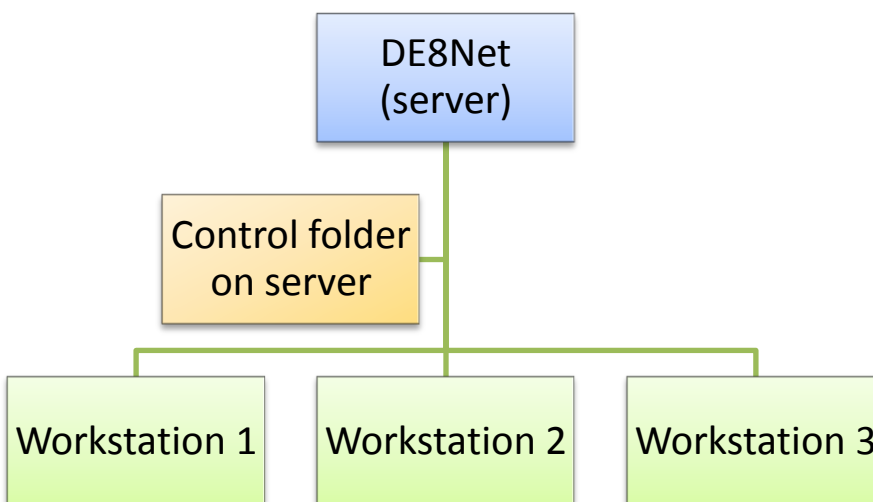 DE8Net
(server)
Control folder
on server
Workstation 1
Workstation 2
Workstation 3